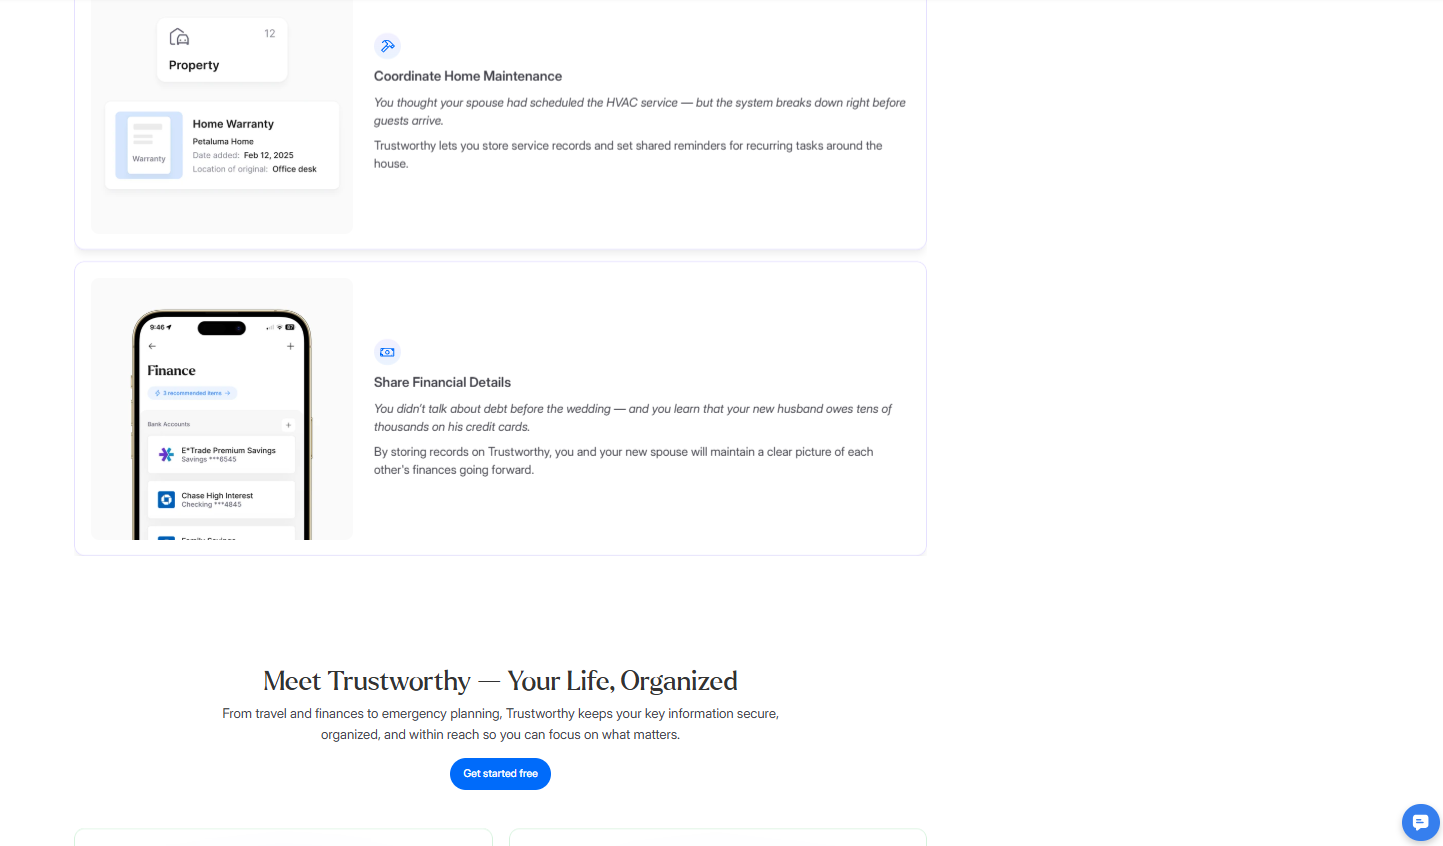 12
Property
Home Warranty
Petaluma Home
Date added: Feb 12, 2025
Location of original: Office desk
Warranty
Coordinate Home Maintenance
You thought your spouse had scheduled the HVAC service — but the system breaks down right before
guests arrive.
Trustworthy lets you store service records and set shared reminders for recurring tasks around the
house.
9:46
87
Finance
3 recommended items →
Bank Accounts
E*Trade Premium Savings
Savings ***6545
Chase High Interest
Checking ***4845
Share Financial Details
You didn't talk about debt before the wedding — and you learn that your new husband owes tens of
thousands on his credit cards.
By storing records on Trustworthy, you and your new spouse will maintain a clear picture of each
other's finances going forward.
Meet Trustworthy — Your Life, Organized
From travel and finances to emergency planning, Trustworthy keeps your key information secure,
organized, and within reach so you can focus on what matters.
Get started free